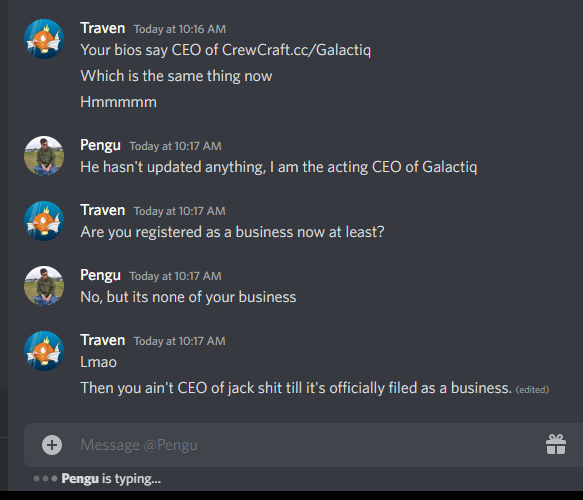 Traven Today at 10:16 AM
Your bios say CEO of CrewCraft.cc/Galactiq
Which is the same thing now
Hmmmmm
Pengu Today at 10:17 AM
He hasn't updated anything, I am the acting CEO of Galactiq
Traven Today at 10:17 AM
Are you registered as a business now at least?
Pengu Today at 10:17 AM
No, but its none of your business
Traven Today at 10:17 AM
Lmao
Then you ain't CEO of jack shit till it's officially filed as a business. (edited)
Message @Pengu
Pengu is typing...